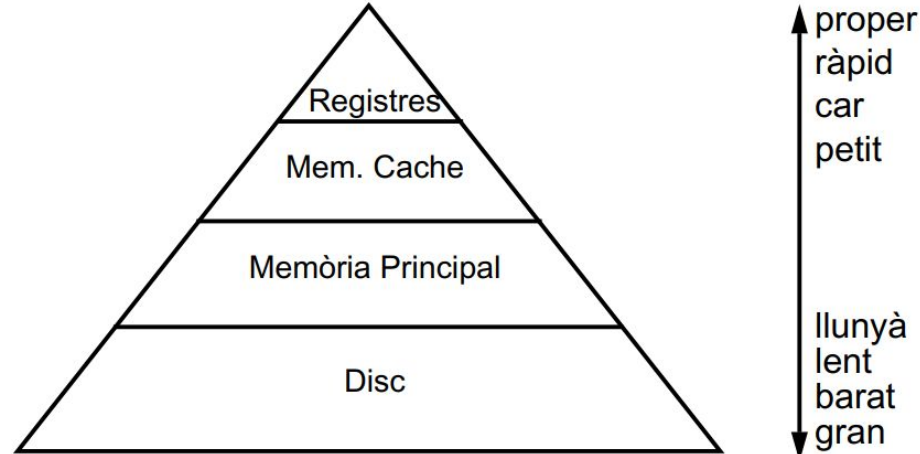 Registres
Mem. Cache
Memòria Principal
Disc
proper
ràpid
car
petit
llunyà
lent
barat
gran